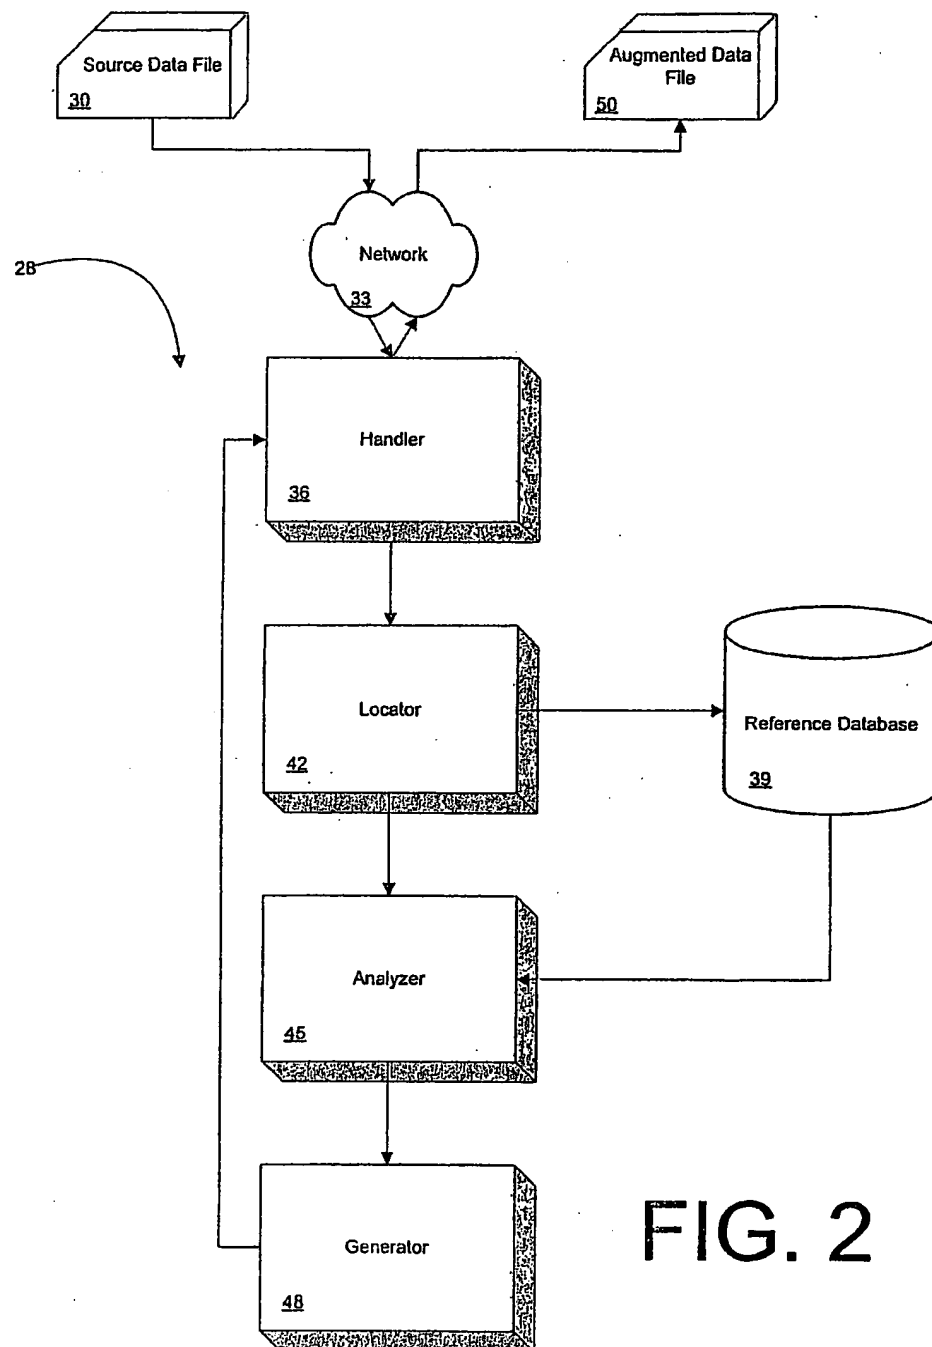 Source Data File
30
Augmented Data
File
50
Network
33
28
Handler
36
Locator
42
Reference Database
39
Analyzer
45
Generator
48
FIG. 2